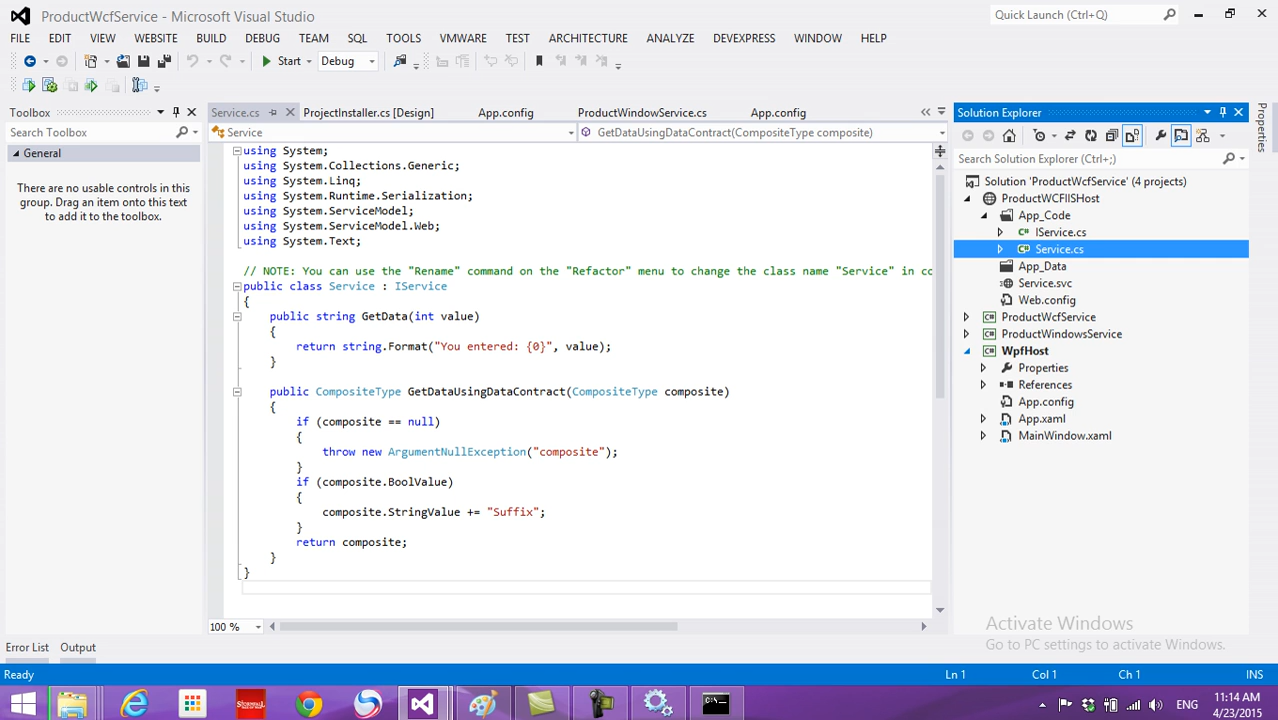 ProductWcfService - Microsoft Visual Studio
Quick Launch (Ctrl+Q)
FILE EDIT VIEW WEBSITE BUILD DEBUG TEAM SQL TOOLS VMWARE TEST ARCHITECTURE ANALYZE DEVEXPRESS WINDOW HELP
Start Debug
Toolbox
Search Toolbox
General
There are no usable controls in this
group. Drag an item onto this text
to add it to the toolbox.
Service.cs ProjectInstaller.cs [Design] App.config ProductWindowService.cs App.config
Service GetDataUsingDataContract(CompositeType composite)
using System;
using System.Collections.Generic;
using System.Linq;
using System.Runtime.Serialization;
using System.ServiceModel;
using System.ServiceModel.Web;
using System.Text;
// NOTE: You can use the "Rename" command on the "Refactor" menu to change the class name "Service" in co
public class Service : IService
{
public string GetData(int value)
{
return string.Format("You entered: {0}", value);
}
public CompositeType GetDataUsingDataContract(CompositeType composite)
{
if (composite == null)
{
throw new ArgumentNullException("composite");
}
if (composite.BoolValue)
{
composite.StringValue += "Suffix";
}
return composite;
}
}
100 %
Solution Explorer
Search Solution Explorer (Ctrl+;)
Solution 'ProductWcfService' (4 projects)
ProductWCFIISHost
App_Code
IService.cs
Service.cs
App_Data
Service.svc
Web.config
ProductWcfService
ProductWindowsService
WpfHost
Properties
References
App.config
App.xaml
MainWindow.xaml
Properties
Activate Windows
Go to PC settings to activate Windows.
Error List Output
Ready Ln 1 Col 1 Ch 1 INS
ENG
11:14 AM
4/23/2015